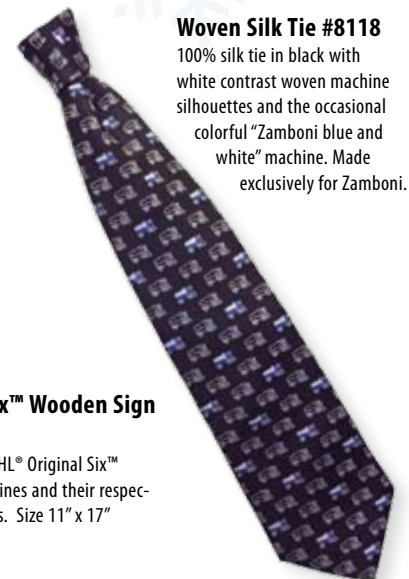 Woven Silk Tie #8118
100% silk tie in black with
white contrast woven machine
silhouettes and the occasional
colorful “Zamboni blue and
white” machine. Made
exclusively for Zamboni.
x™ Wooden Sign
HL® Original Six™
ines and their respec-
s. Size 11” x 17”